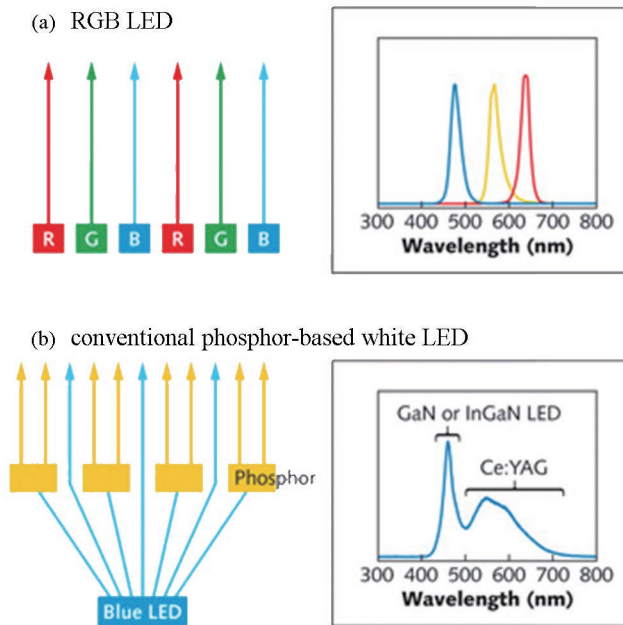 (a) RGB LED
R G B R G B
300 400 500 600 700 800
Wavelength (nm)
(b) conventional phosphor-based white LED
Phosphor
Blue LED
GaN or InGaN LED
Ce:YAG
300 400 500 600 700 800
Wavelength (nm)